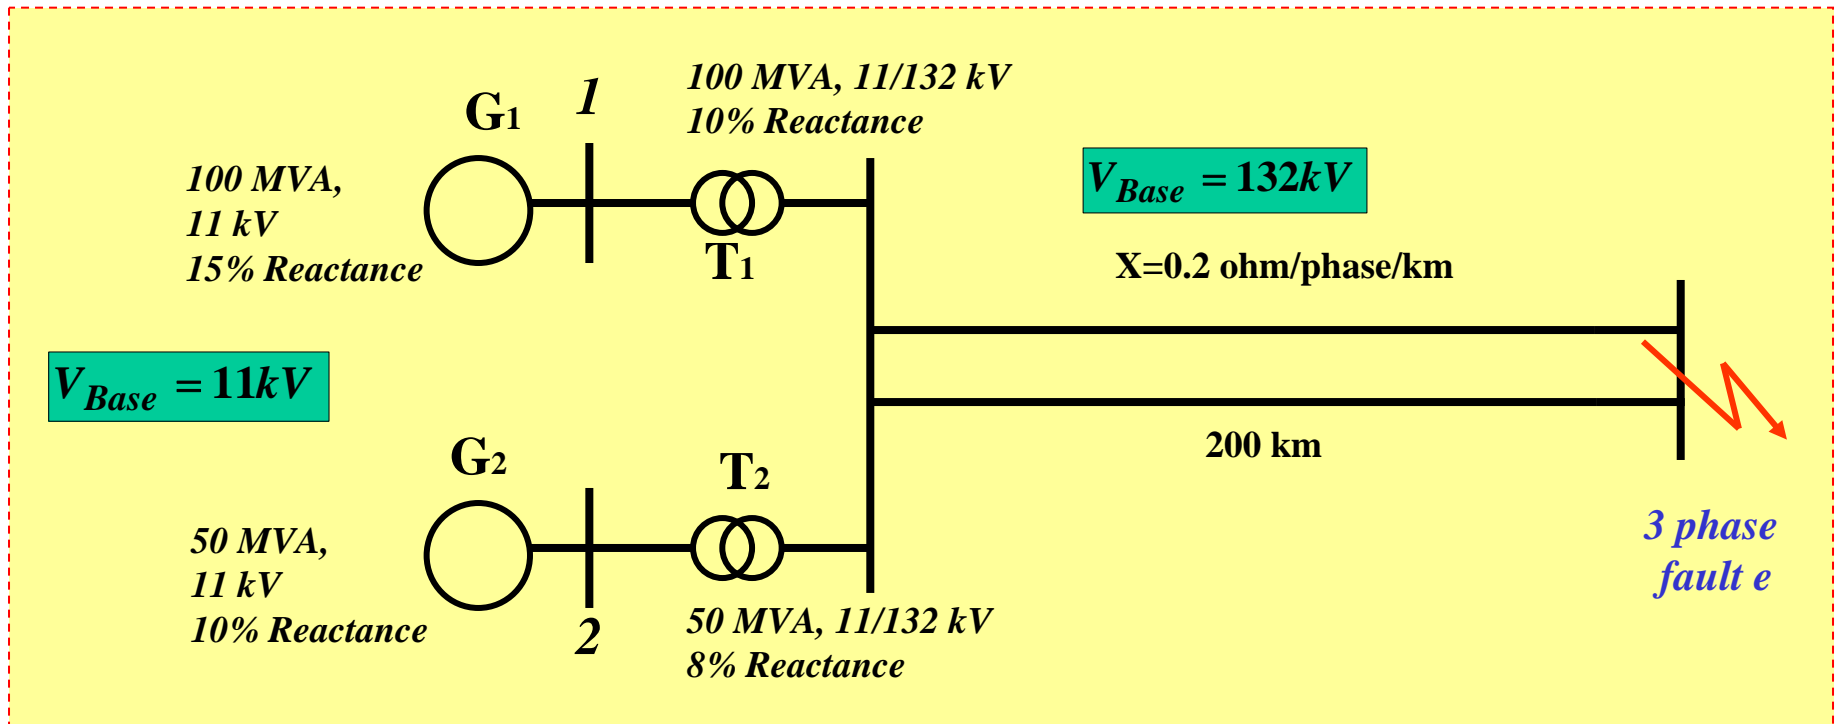 G1
1
100 MVA, 11/132 kV
10% Reactance
100 MVA,
11 kV
15% Reactance
T1
V_Base = 132kV
X=0.2 ohm/phase/km
V_Base = 11kV
200 km
G2
T2
50 MVA,
11 kV
10% Reactance
2
50 MVA, 11/132 kV
8% Reactance
3 phase
fault e